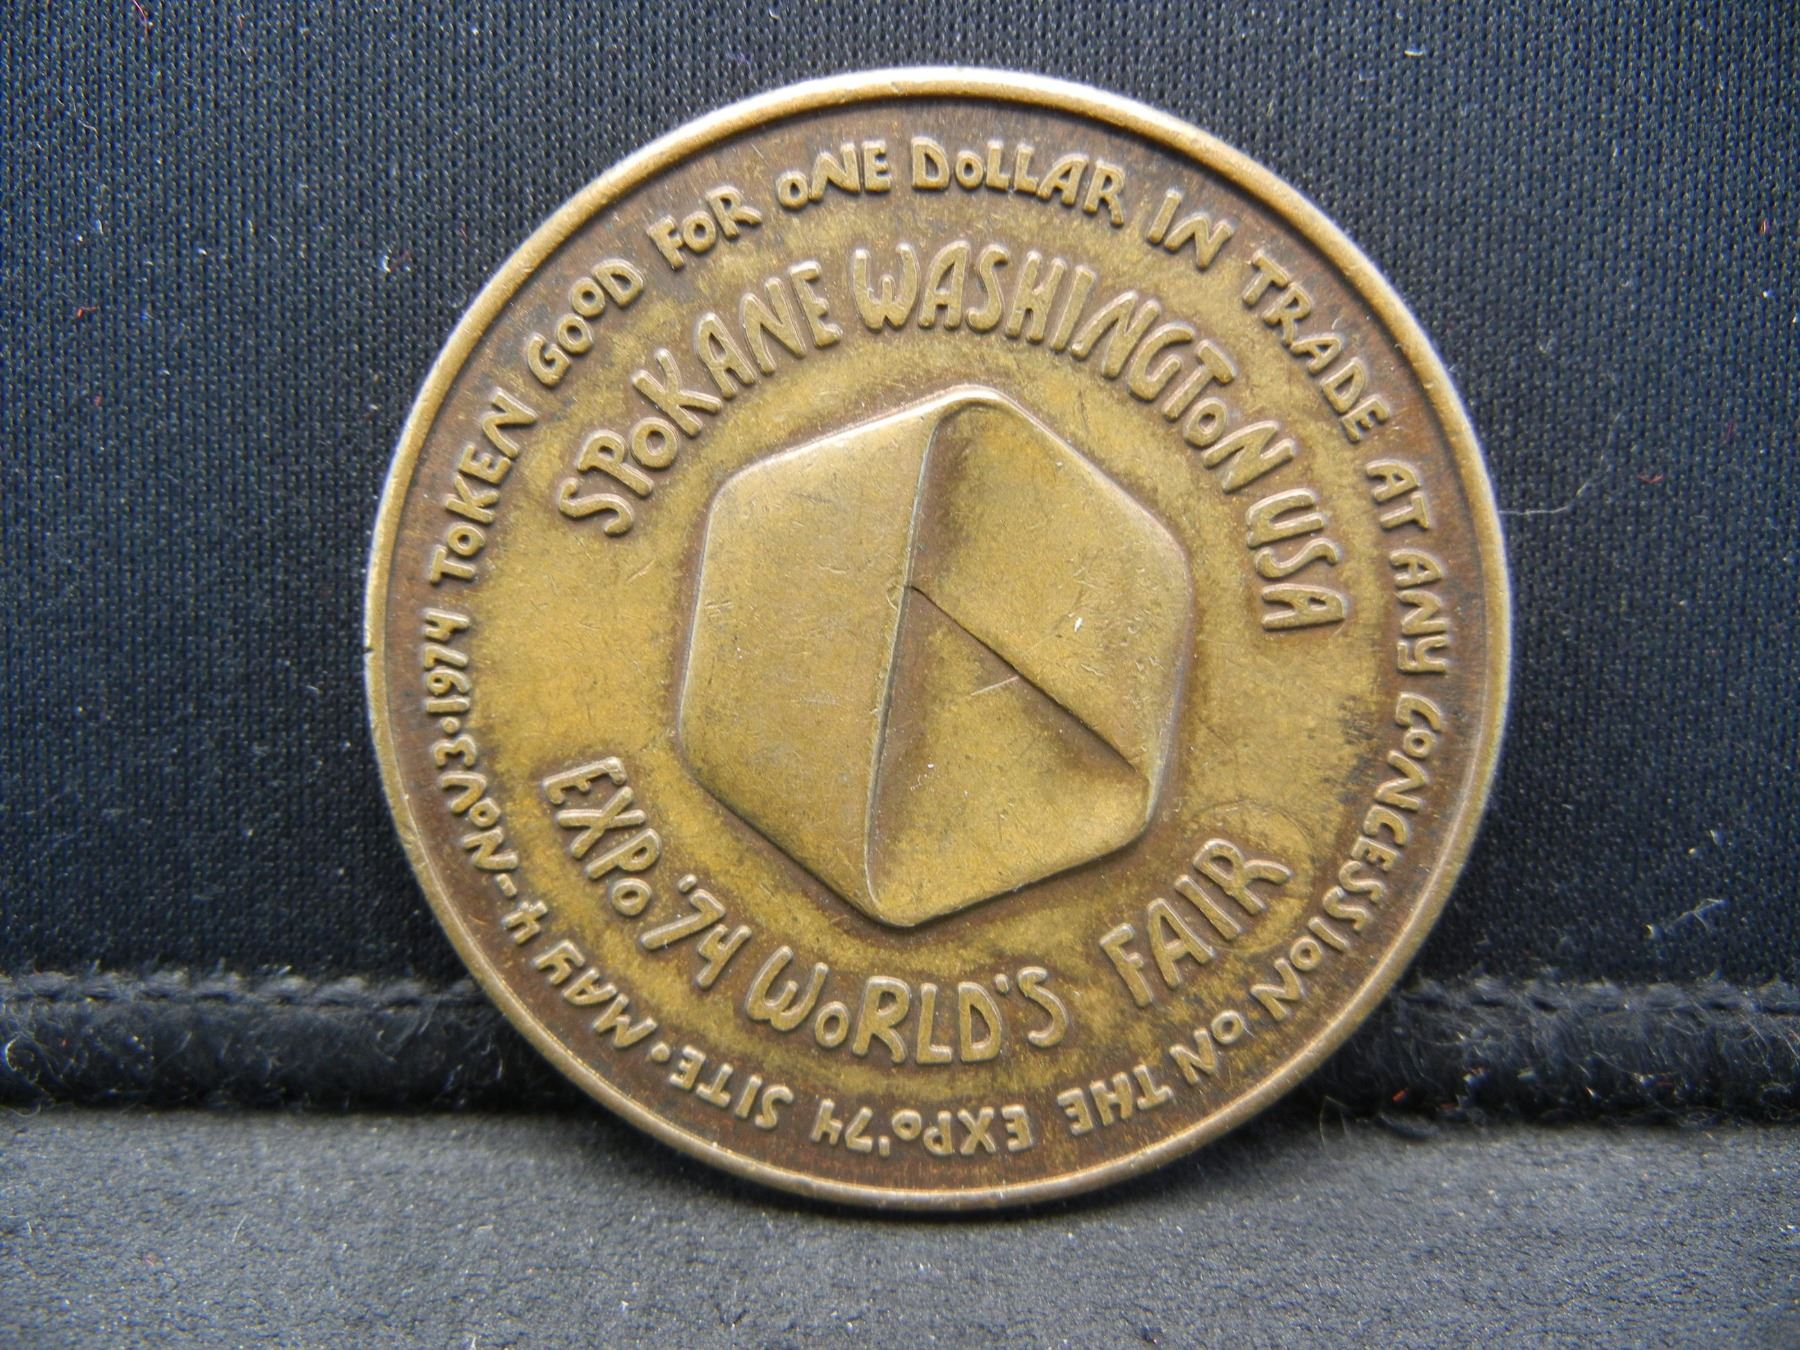 TOKEN GOOD FOR ONE DOLLAR IN TRADE AT ANY CONCESSION ON THE EXPO '74 SITE • MAY 4 - NOV 3 • 1974
SPOKANE WASHINGTON USA
EXPO '74 WORLD'S FAIR